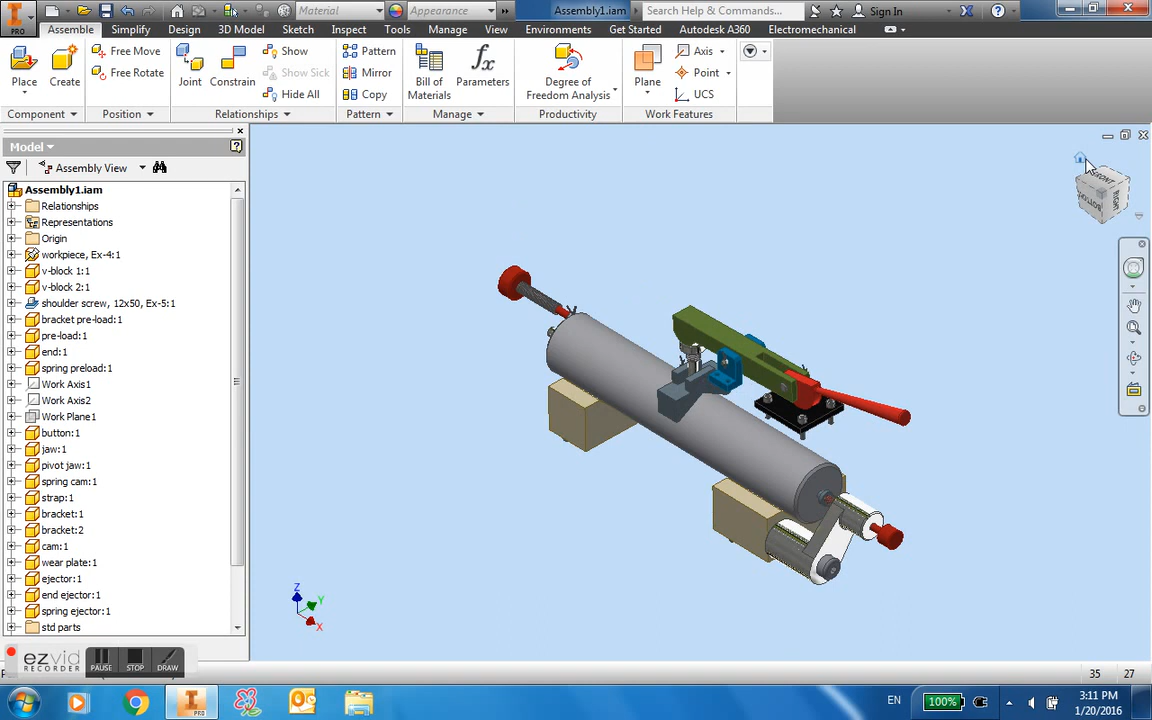 PRO
Material
Appearance
Assembly1.iam
Search Help & Commands...
Sign In
Assemble Simplify Design 3D Model Sketch Inspect Tools Manage View Environments Get Started Autodesk A360 Electromechanical
Place
Create
Free Move
Free Rotate
Joint
Constrain
Show
Show Sick
Hide All
Pattern
Mirror
Copy
Bill of Materials
fx
Parameters
Degree of Freedom Analysis
Plane
Axis
Point
UCS
Component Position Relationships Pattern Manage Productivity Work Features
Model
Assembly View
Assembly1.iam
Relationships
Representations
Origin
workpiece, Ex-4:1
v-block 1:1
v-block 2:1
shoulder screw, 12x50, Ex-5:1
bracket pre-load:1
pre-load:1
end:1
spring preload:1
Work Axis1
Work Axis2
Work Plane1
button:1
jaw:1
pivot jaw:1
spring cam:1
strap:1
bracket:1
bracket:2
cam:1
wear plate:1
ejector:1
end ejector:1
spring ejector:1
std parts
FRONT
RIGHT
BOTTOM
Z
Y
X
ezvid
RECORDER
PAUSE STOP DRAW
35 27
PRO
EN
100%
3:11 PM
1/20/2016